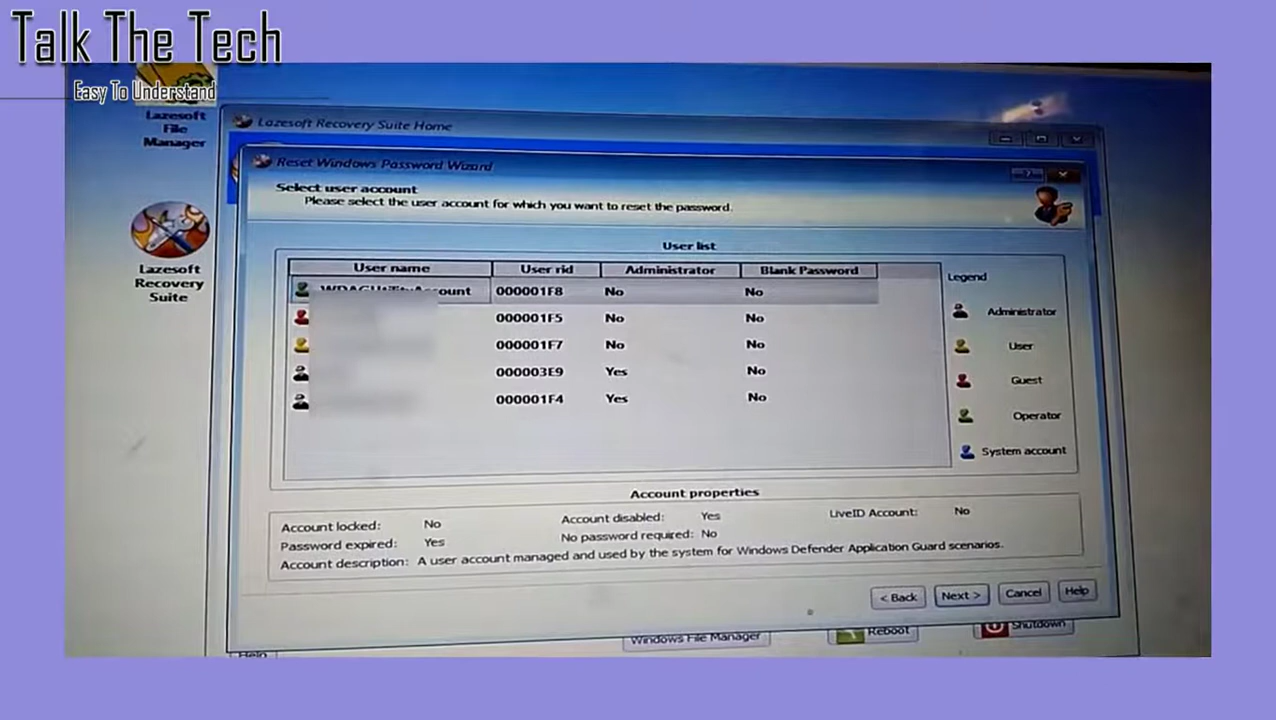 Talk The Tech
Easy To Understand
Lazesoft
File
Manager
Lazesoft
Recovery
Suite
Lazesoft Recovery Suite Home
Reset Windows Password Wizard
Select user account
Please select the user account for which you want to reset the password.
User list
User name User rid Administrator Blank Password
WDAGUtilityAccount 000001F8 No No
000001F5 No No
000001F7 No No
000003E9 Yes No
000001F4 Yes No
Legend
Administrator
User
Guest
Operator
System account
Account properties
Account locked: No Account disabled: Yes LiveID Account: No
Password expired: Yes No password required: No
Account description: A user account managed and used by the system for Windows Defender Application Guard scenarios.
< Back Next > Cancel Help
Windows File Manager Reboot Shutdown
Help